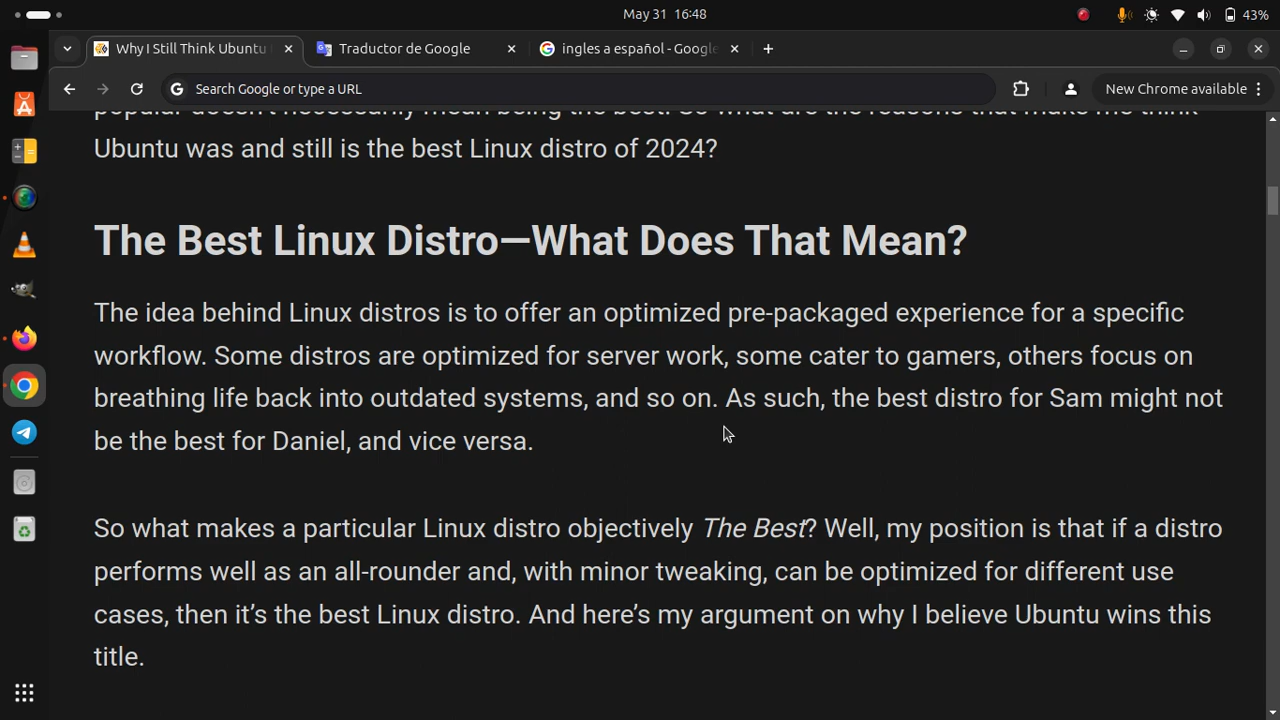 May 31 16:48
43%
Why I Still Think Ubuntu
Traductor de Google
ingles a español - Google
Search Google or type a URL
New Chrome available
popular doesn't necessarily mean being the best. So what are the reasons that make me think
Ubuntu was and still is the best Linux distro of 2024?
The Best Linux Distro—What Does That Mean?
The idea behind Linux distros is to offer an optimized pre-packaged experience for a specific
workflow. Some distros are optimized for server work, some cater to gamers, others focus on
breathing life back into outdated systems, and so on. As such, the best distro for Sam might not
be the best for Daniel, and vice versa.
So what makes a particular Linux distro objectively The Best? Well, my position is that if a distro
performs well as an all-rounder and, with minor tweaking, can be optimized for different use
cases, then it’s the best Linux distro. And here’s my argument on why I believe Ubuntu wins this
title.